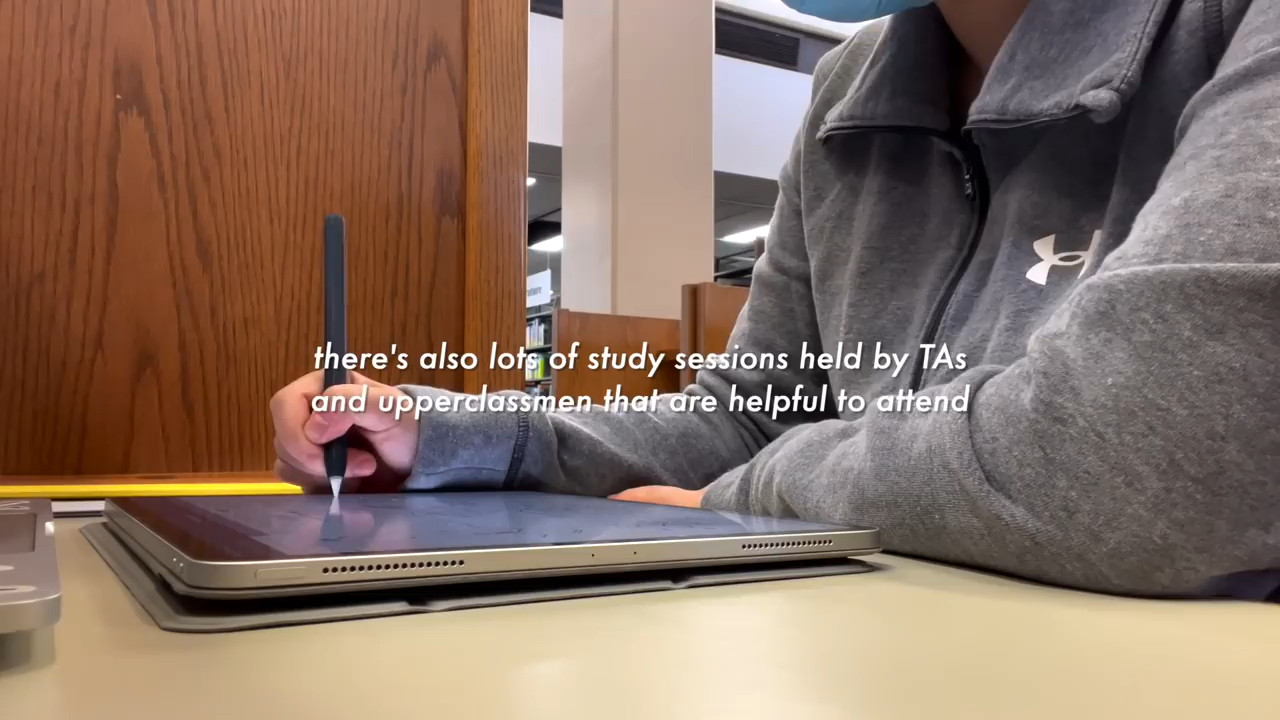 there's also lots of study sessions held by TAs
and upperclassmen that are helpful to attend